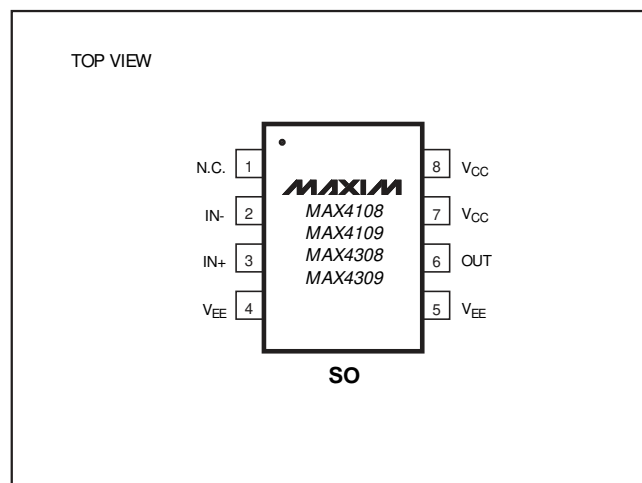 TOP VIEW
N.C. 1
IN- 2
IN+ 3
VEE 4
MAXIM
MAX4108
MAX4109
MAX4308
MAX4309
8 VCC
7 VCC
6 OUT
5 VEE
SO